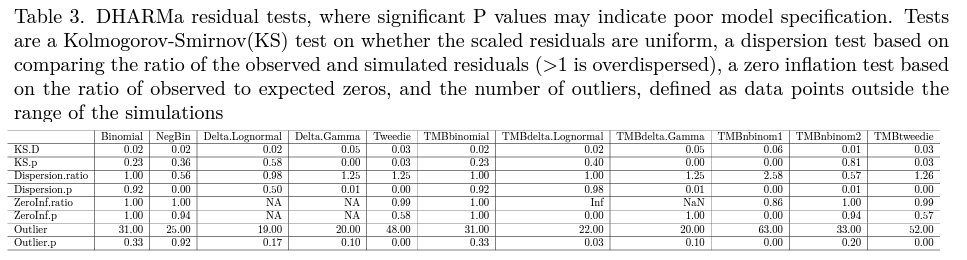 Table 3. DHARMa residual tests, where significant P values may indicate poor model specification. Tests
are a Kolmogorov-Smirnov(KS) test on whether the scaled residuals are uniform, a dispersion test based on
comparing the ratio of the observed and simulated residuals (>1 is overdispersed), a zero inflation test based
on the ratio of observed to expected zeros, and the number of outliers, defined as data points outside the
range of the simulations
Binomial NegBin Delta.Lognormal Delta.Gamma Tweedie TMBbinomial TMBdelta.Lognormal TMBdelta.Gamma TMBnbinom1 TMBnbinom2 TMBtweedie
KS.D 0.02 0.02 0.02 0.05 0.03 0.02 0.02 0.05 0.06 0.01 0.03
KS.p 0.23 0.36 0.58 0.00 0.03 0.23 0.40 0.00 0.00 0.81 0.03
Dispersion.ratio 1.00 0.56 0.98 1.25 1.25 1.00 1.00 1.25 2.58 0.57 1.26
Dispersion.p 0.92 0.00 0.50 0.01 0.00 0.92 0.98 0.01 0.00 0.01 0.00
ZeroInf.ratio 1.00 1.00 NA NA 0.99 1.00 Inf NaN 0.86 1.00 0.99
ZeroInf.p 1.00 0.94 NA NA 0.58 1.00 0.00 1.00 0.00 0.94 0.57
Outlier 31.00 25.00 19.00 20.00 48.00 31.00 22.00 20.00 63.00 33.00 52.00
Outlier.p 0.33 0.92 0.17 0.10 0.00 0.33 0.03 0.10 0.00 0.20 0.00